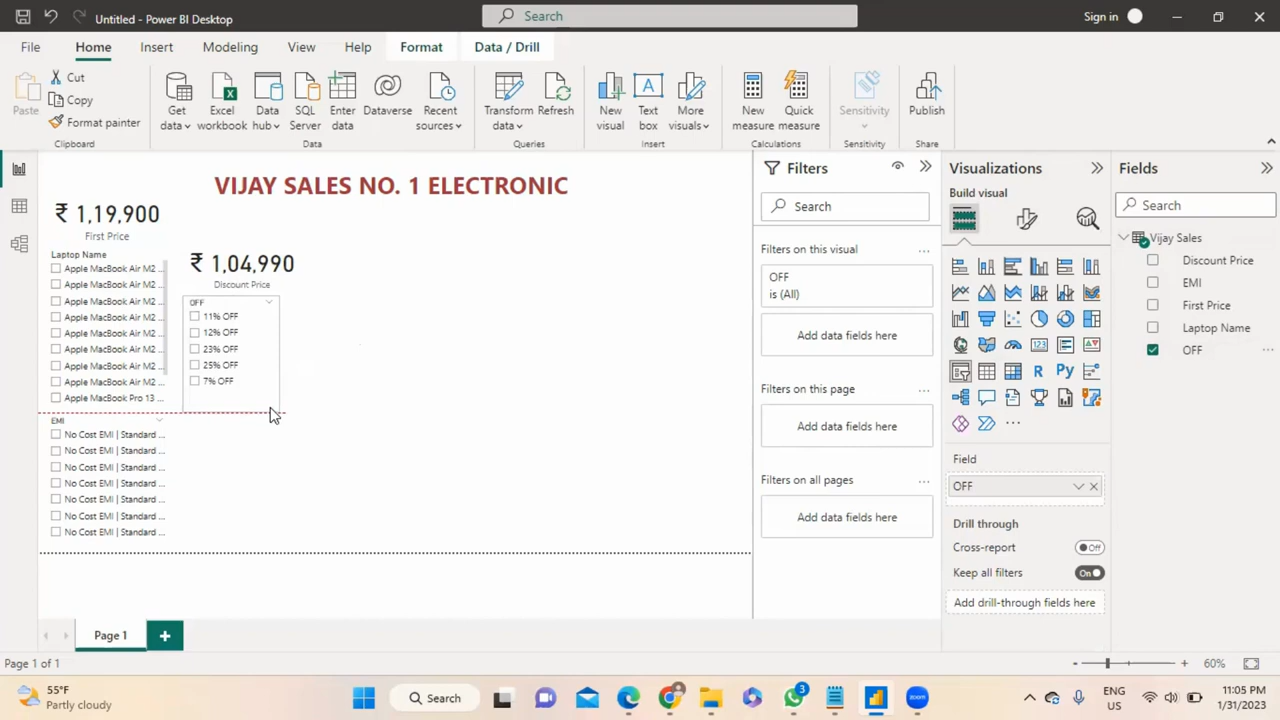 Untitled - Power BI Desktop
Search
Sign in
File
Home
Insert
Modeling
View
Help
Format
Data / Drill
Paste
Cut
Copy
Format painter
Clipboard
Get data
Excel workbook
Data hub
SQL Server
Enter data
Dataverse
Recent sources
Data
Transform data
Refresh
Queries
New visual
Text box
More visuals
Insert
New measure
Quick measure
Calculations
Sensitivity
Sensitivity
Publish
Share
VIJAY SALES NO. 1 ELECTRONIC
₹ 1,19,900
First Price
Laptop Name
Apple MacBook Air M2 ...
Apple MacBook Air M2 ...
Apple MacBook Air M2 ...
Apple MacBook Air M2 ...
Apple MacBook Air M2 ...
Apple MacBook Air M2 ...
Apple MacBook Air M2 ...
Apple MacBook Air M2 ...
Apple MacBook Pro 13 ...
₹ 1,04,990
Discount Price
OFF
11% OFF
12% OFF
23% OFF
25% OFF
7% OFF
EMI
No Cost EMI | Standard ...
No Cost EMI | Standard ...
No Cost EMI | Standard ...
No Cost EMI | Standard ...
No Cost EMI | Standard ...
No Cost EMI | Standard ...
No Cost EMI | Standard ...
Filters
Search
Filters on this visual ...
OFF
is (All)
Add data fields here
Filters on this page ...
Add data fields here
Filters on all pages ...
Add data fields here
Visualizations
Build visual
123
R
Py
...
Field
OFF
Drill through
Cross-report
Off
Keep all filters
On
Add drill-through fields here
Fields
Search
Vijay Sales
Discount Price
EMI
First Price
Laptop Name
OFF ...
Page 1
Page 1 of 1
60%
55°F
Partly cloudy
Search
3
zoom
ENG
US
11:05 PM
1/31/2023